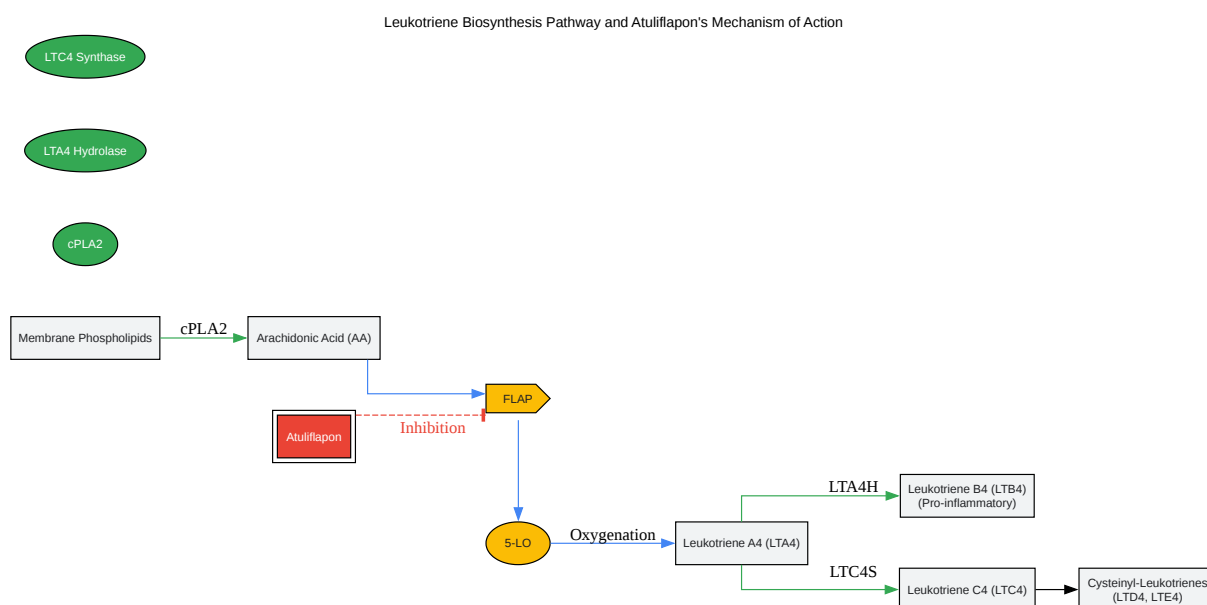 Leukotriene Biosynthesis Pathway and Atuliflapon's Mechanism of Action
LTC4 Synthase
LTA4 Hydrolase
cPLA2
Membrane Phospholipids
cPLA2
Arachidonic Acid (AA)
FLAP
Atuliflapon
Inhibition
5-LO
Oxygenation
Leukotriene A4 (LTA4)
LTA4H
Leukotriene B4 (LTB4)
(Pro-inflammatory)
LTC4S
Leukotriene C4 (LTC4)
Cysteinyl-Leukotrienes
(LTD4, LTE4)